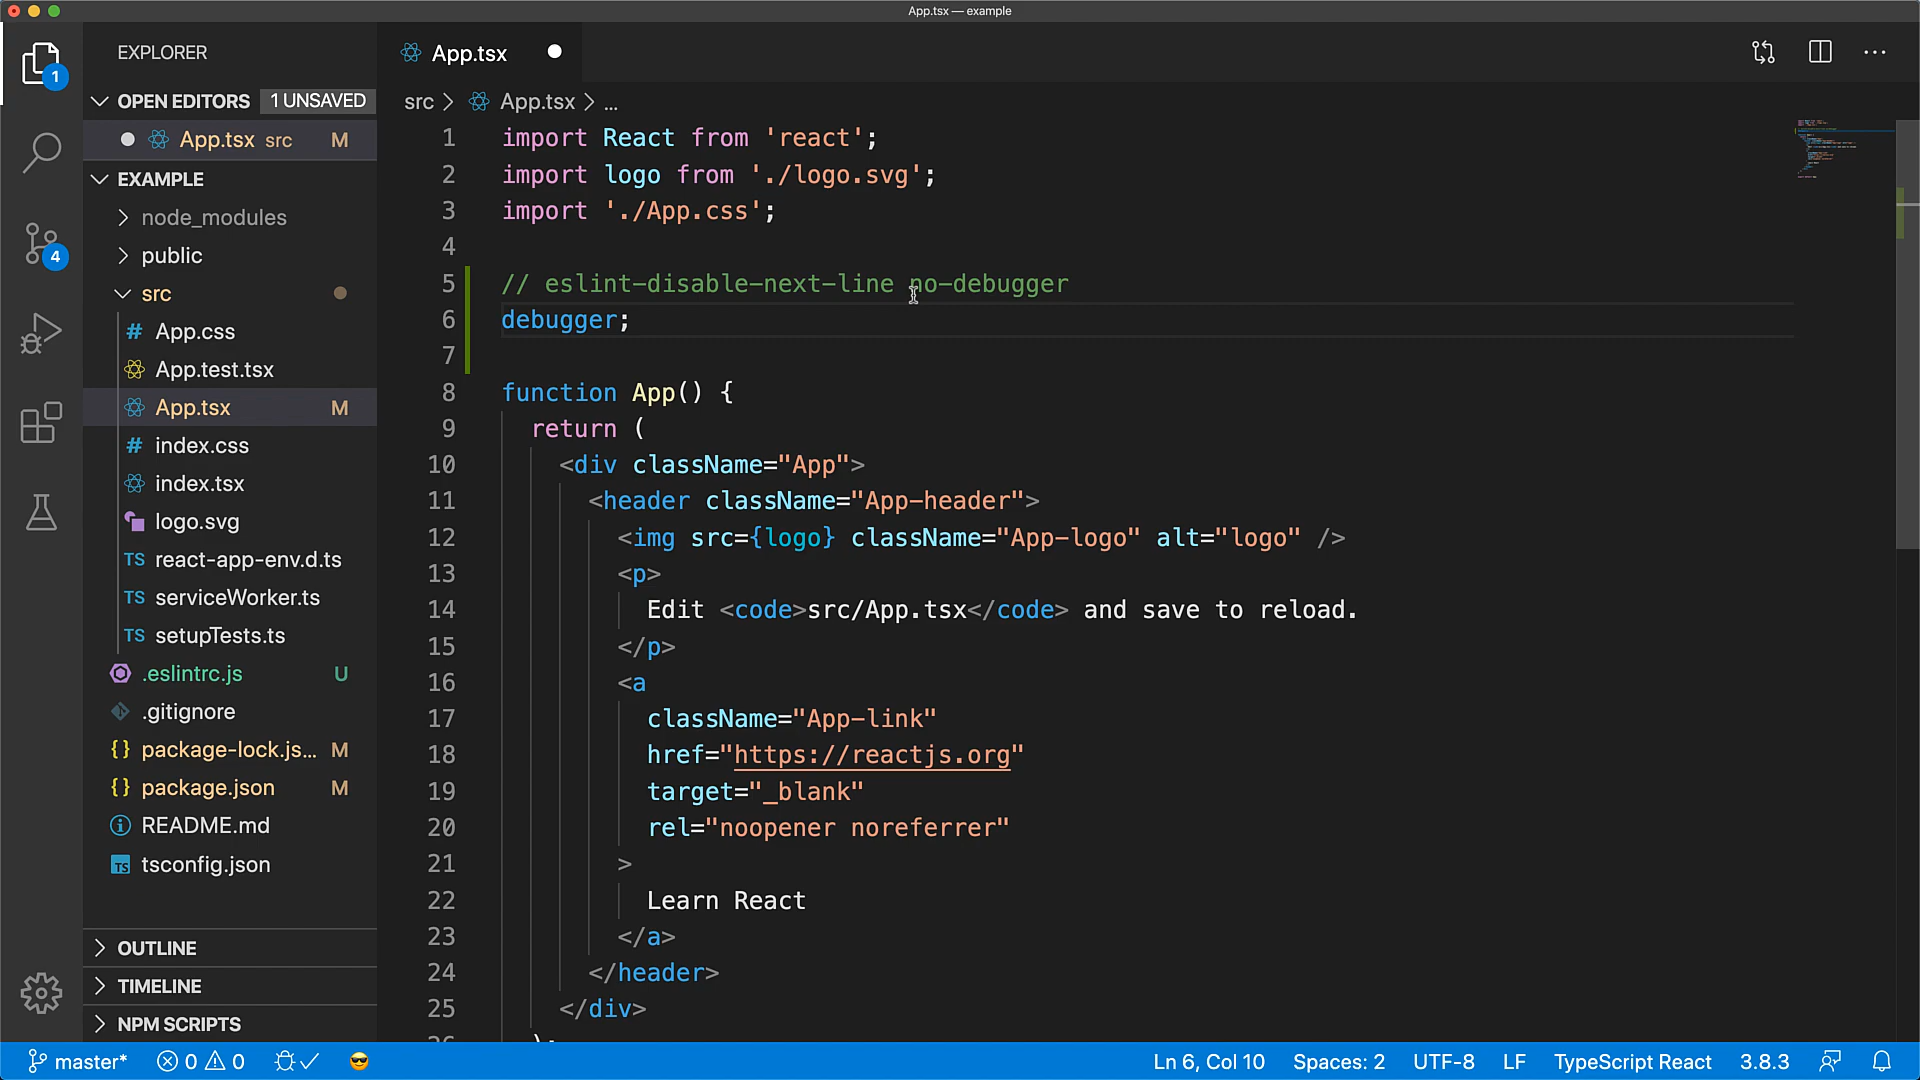 App.tsx — example
EXPLORER
OPEN EDITORS 1 UNSAVED
App.tsx src M
EXAMPLE
node_modules
public
src
# App.css
App.test.tsx
App.tsx M
# index.css
index.tsx
logo.svg
TS react-app-env.d.ts
TS serviceWorker.ts
TS setupTests.ts
.eslintrc.js U
.gitignore
{} package-lock.js... M
{} package.json M
README.md
TS tsconfig.json
OUTLINE
TIMELINE
NPM SCRIPTS
1
4
App.tsx
src > App.tsx > ...
1 import React from 'react';
2 import logo from './logo.svg';
3 import './App.css';
4
5 // eslint-disable-next-line no-debugger
6 debugger;
7
8 function App() {
9 return (
10 <div className="App">
11 <header className="App-header">
12 <img src={logo} className="App-logo" alt="logo" />
13 <p>
14 Edit <code>src/App.tsx</code> and save to reload.
15 </p>
16 <a
17 className="App-link"
18 href="https://reactjs.org"
19 target="_blank"
20 rel="noopener noreferrer"
21 >
22 Learn React
23 </a>
24 </header>
25 </div>
master* 0 0 Ln 6, Col 10 Spaces: 2 UTF-8 LF TypeScript React 3.8.3